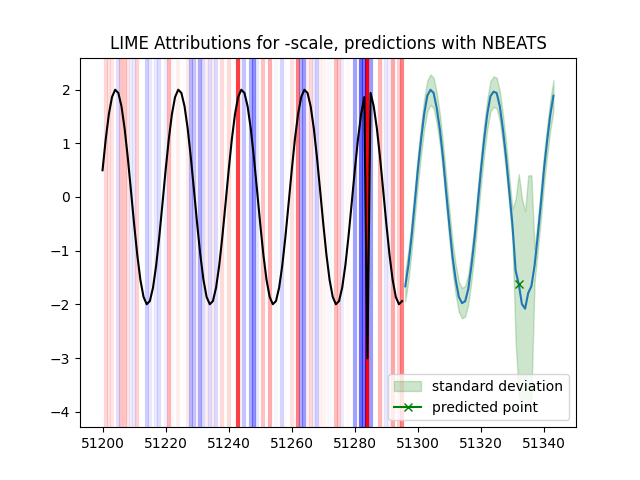 LIME Attributions for -scale, predictions with NBEATS
2
1
0
−1
−2
−3
−4
standard deviation
predicted point
51200 51220 51240 51260 51280 51300 51320 51340